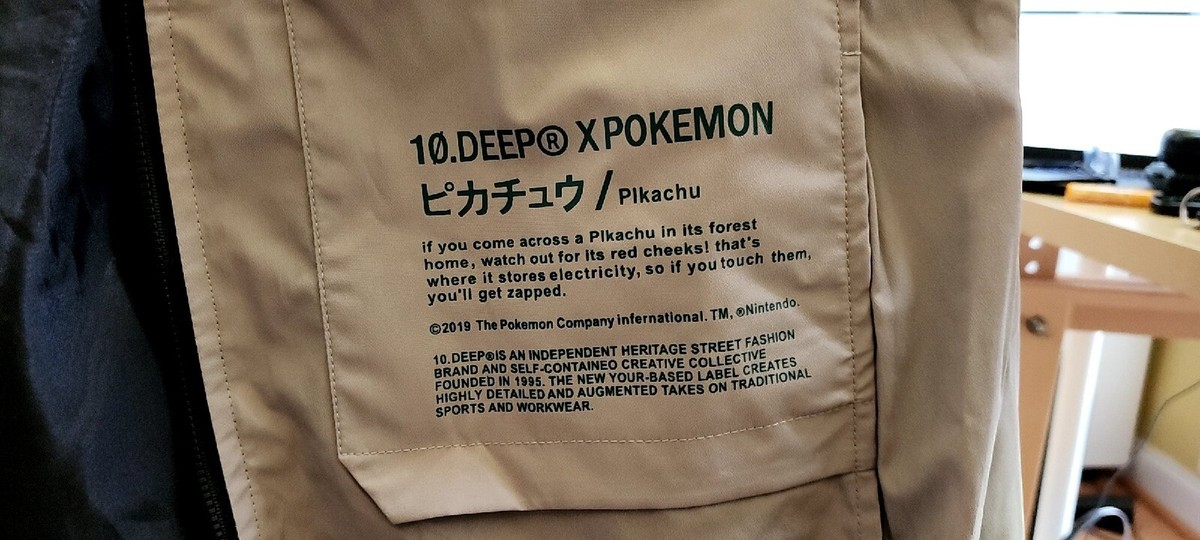 10.DEEP® X POKEMON
ピカチュウ / PIkachu
if you come across a PIkachu in its forest
home, watch out for its red cheeks! that's
where it stores electricity, so if you touch them,
you'll get zapped.
©2019 The Pokemon Company international. TM, ®Nintendo.
10.DEEP®IS AN INDEPENDENT HERITAGE STREET FASHION
BRAND AND SELF-CONTAINEO CREATIVE COLLECTIVE
FOUNDED IN 1995. THE NEW YOUR-BASED LABEL CREATES
HIGHLY DETAILED AND AUGMENTED TAKES ON TRADITIONAL
SPORTS AND WORKWEAR.